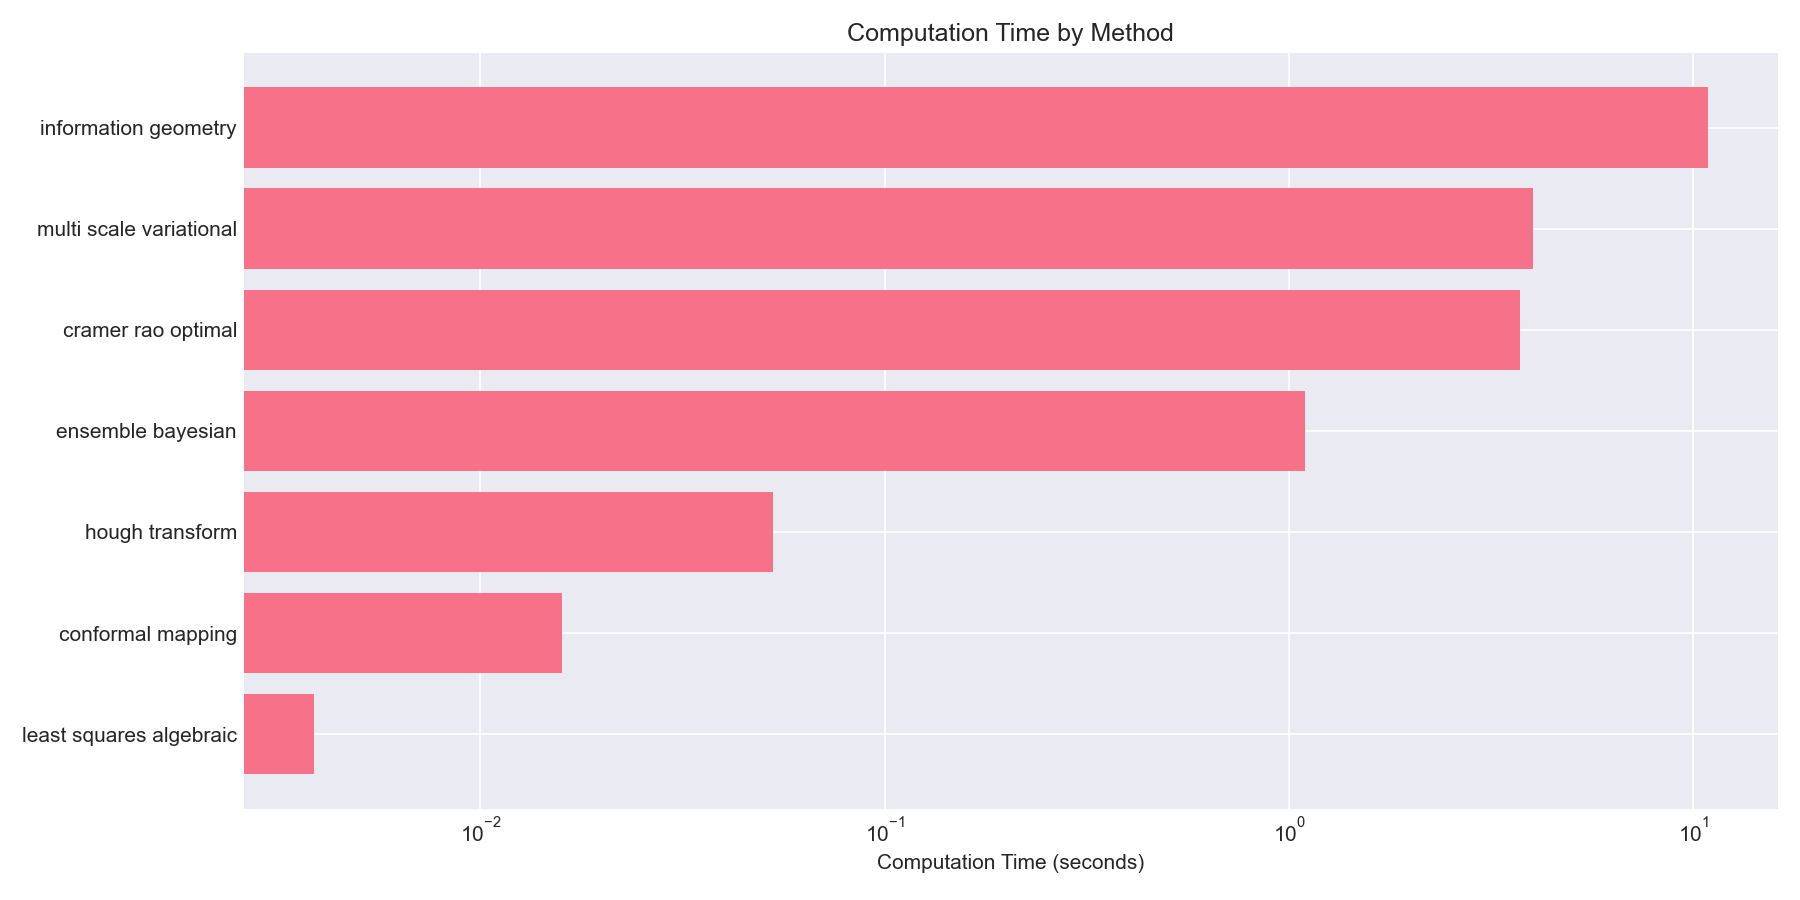 Computation Time by Method
information geometry
multi scale variational
cramer rao optimal
ensemble bayesian
hough transform
conformal mapping
least squares algebraic
10⁻² 10⁻¹ 10⁰ 10¹
Computation Time (seconds)